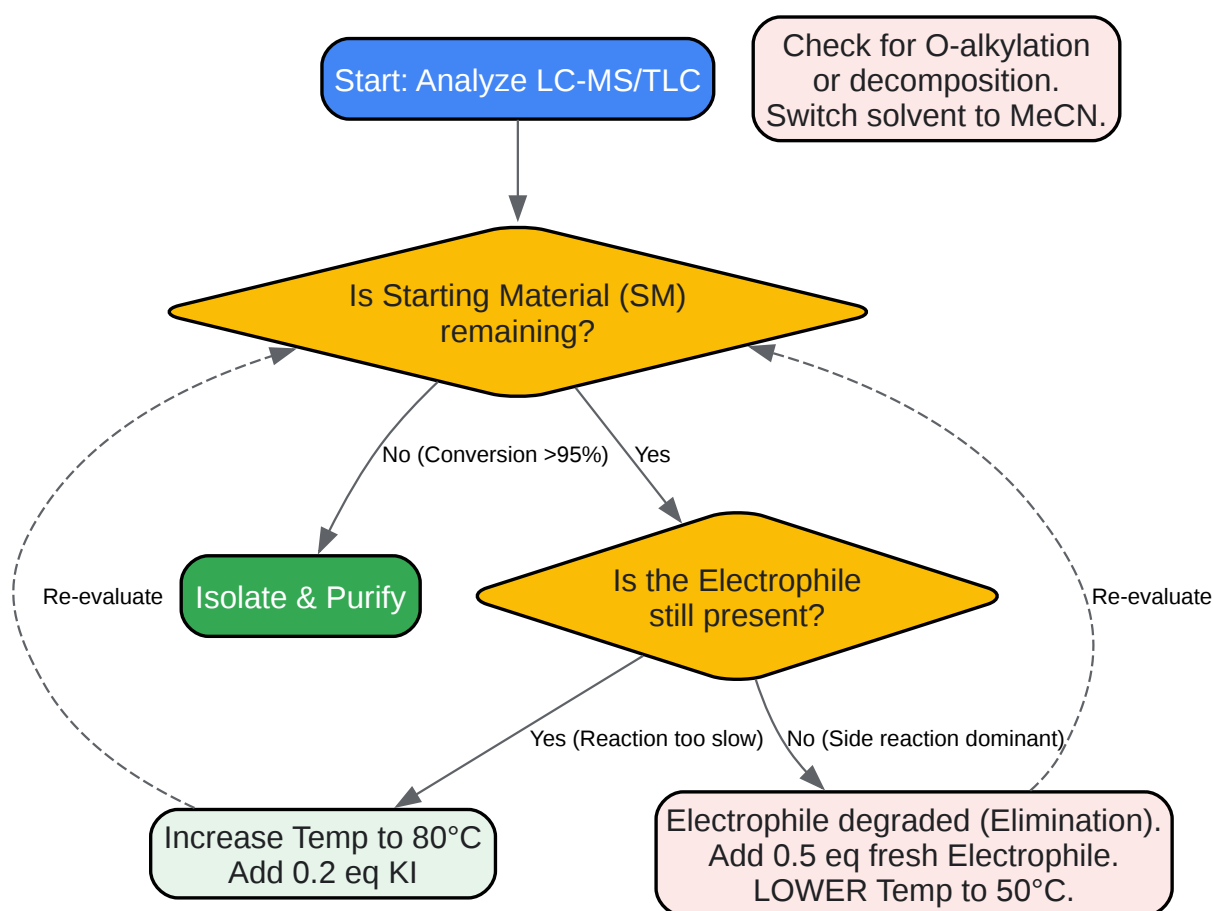 Start: Analyze LC-MS/TLC
Check for O-alkylation
or decomposition.
Switch solvent to MeCN.
Is Starting Material (SM)
remaining?
No (Conversion >95%)
Yes
Re-evaluate
Isolate & Purify
Is the Electrophile
still present?
Re-evaluate
Yes (Reaction too slow)
No (Side reaction dominant)
Increase Temp to 80°C
Add 0.2 eq KI
Electrophile degraded (Elimination).
Add 0.5 eq fresh Electrophile.
LOWER Temp to 50°C.